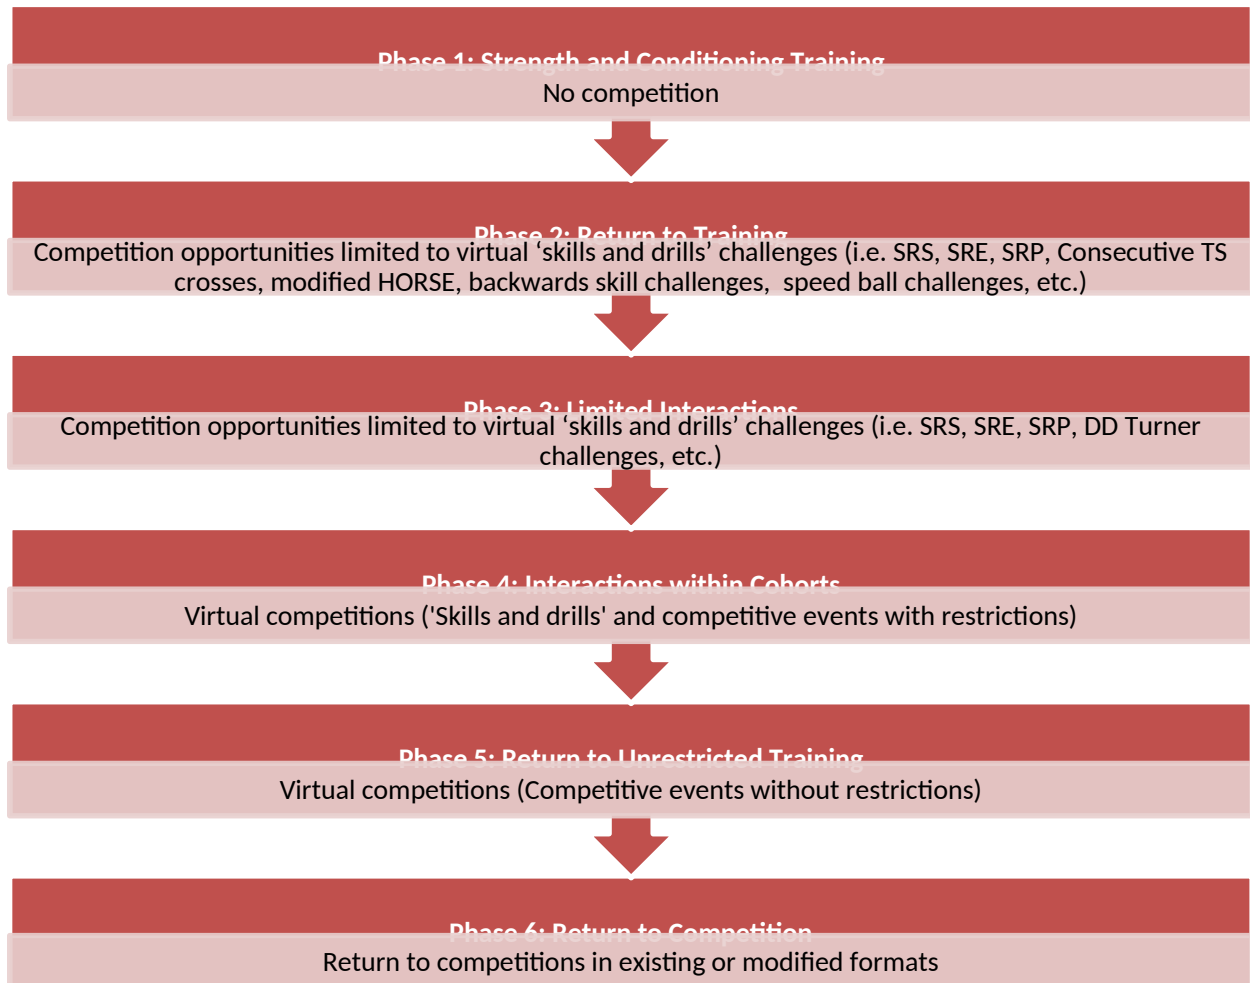 Phase 1: Strength and Conditioning Training
No competition
Phase 2: Return to Training
Competition opportunities limited to virtual ‘skills and drills’ challenges (i.e. SRS, SRE, SRP, Consecutive TS
crosses, modified HORSE, backwards skill challenges,  speed ball challenges, etc.)
Phase 3: Limited Interactions
Competition opportunities limited to virtual ‘skills and drills’ challenges (i.e. SRS, SRE, SRP, DD Turner
challenges, etc.)
Phase 4: Interactions within Cohorts
Virtual competitions ('Skills and drills' and competitive events with restrictions)
Phase 5: Return to Unrestricted Training
Virtual competitions (Competitive events without restrictions)
Phase 6: Return to Competition
Return to competitions in existing or modified formats